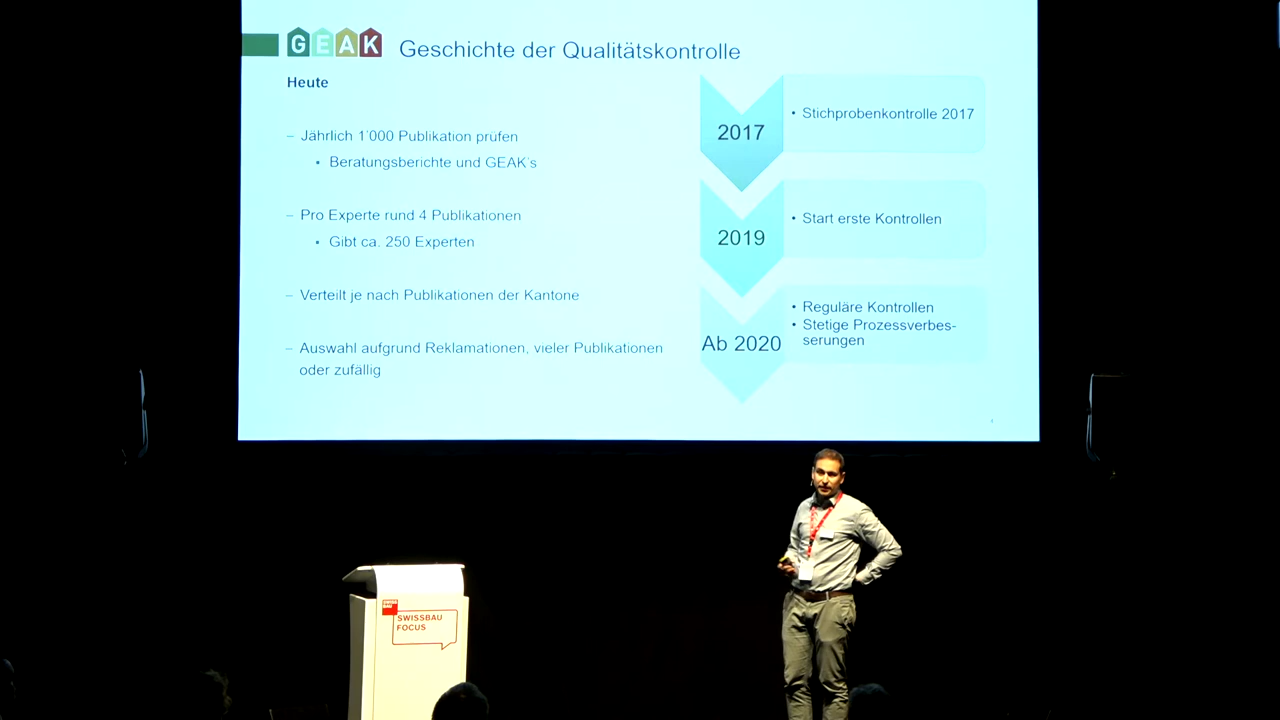 GEAK
Geschichte der Qualitätskontrolle
Heute
– Jährlich 1'000 Publikation prüfen
• Beratungsberichte und GEAK's
– Pro Experte rund 4 Publikationen
• Gibt ca. 250 Experten
– Verteilt je nach Publikationen der Kantone
– Auswahl aufgrund Reklamationen, vieler Publikationen
oder zufällig
2017
• Stichprobenkontrolle 2017
2019
• Start erste Kontrollen
Ab 2020
• Reguläre Kontrollen
• Stetige Prozessverbes-
serungen
SWISSBAU
FOCUS